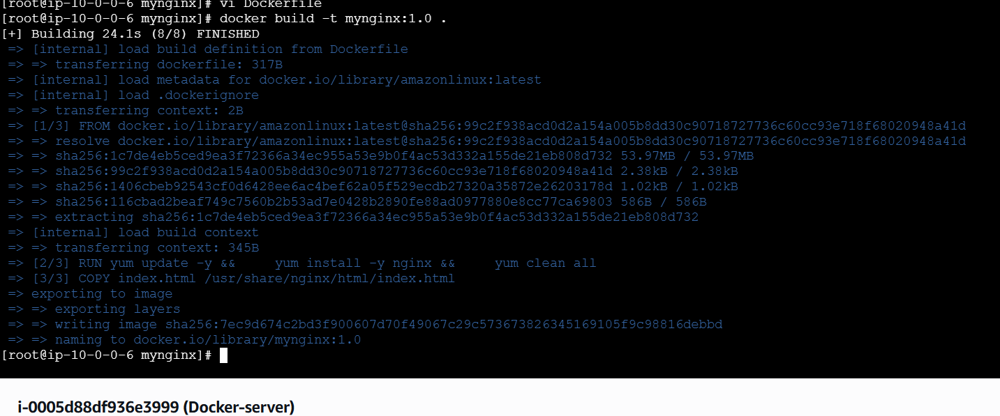 [root@ip-10-0-0-6 mynginx]# vi Dockerfile
[root@ip-10-0-0-6 mynginx]# docker build -t mynginx:1.0 .
[+] Building 24.1s (8/8) FINISHED
=> [internal] load build definition from Dockerfile
=> => transferring dockerfile: 317B
=> [internal] load metadata for docker.io/library/amazonlinux:latest
=> [internal] load .dockerignore
=> => transferring context: 2B
=> [1/3] FROM docker.io/library/amazonlinux:latest@sha256:99c2f938acd0d2a154a005b8dd30c90718727736c60cc93e718f68020948a41d
=> => resolve docker.io/library/amazonlinux:latest@sha256:99c2f938acd0d2a154a005b8dd30c90718727736c60cc93e718f68020948a41d
=> => sha256:1c7de4eb5ced9ea3f72366a34ec955a53e9b0f4ac53d332a155de21eb808d732 53.97MB / 53.97MB
=> => sha256:99c2f938acd0d2a154a005b8dd30c90718727736c60cc93e718f68020948a41d 2.38kB / 2.38kB
=> => sha256:1406cbeb92543cf0d6428ee6ac4bef62a05f529ecdb27320a35872e26203178d 1.02kB / 1.02kB
=> => sha256:116cbad2beaf749c7560b2b53ad7e0428b2890fe88ad0977880e8cc77ca69803 586B / 586B
=> => extracting sha256:1c7de4eb5ced9ea3f72366a34ec955a53e9b0f4ac53d332a155de21eb808d732
=> [internal] load build context
=> => transferring context: 345B
=> [2/3] RUN yum update -y &&     yum install -y nginx &&     yum clean all
=> [3/3] COPY index.html /usr/share/nginx/html/index.html
=> exporting to image
=> => exporting layers
=> => writing image sha256:7ec9d674c2bd3f900607d70f49067c29c573673826345169105f9c98816debbd
=> => naming to docker.io/library/mynginx:1.0
[root@ip-10-0-0-6 mynginx]#
i-0005d88df936e3999 (Docker-server)